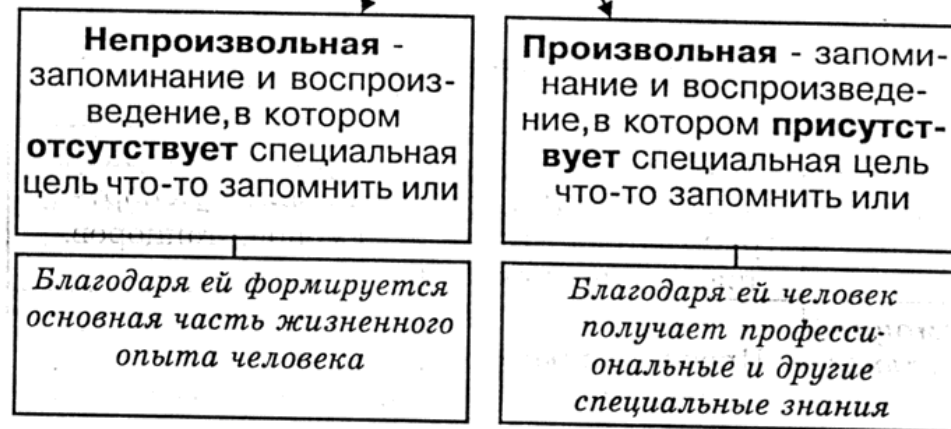 Непроизвольная -
запоминание и воспроиз-
ведение, в котором
отсутствует специальная
цель что-то запомнить или
Благодаря ей формируется
основная часть жизненного
опыта человека
Произвольная - запоми-
нание и воспроизведе-
ние, в котором присутст-
вует специальная цель
что-то запомнить или
Благодаря ей человек
получает професси-
ональные и другие
специальные знания